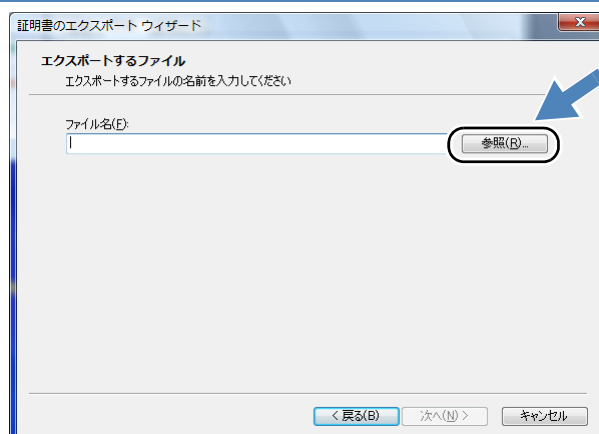 証明書のエクスポート ウィザード
エクスポートするファイル
エクスポートするファイルの名前を入力してください
ファイル名(F):
参照(R)...
< 戻る(B)
次へ(N) >
キャンセル